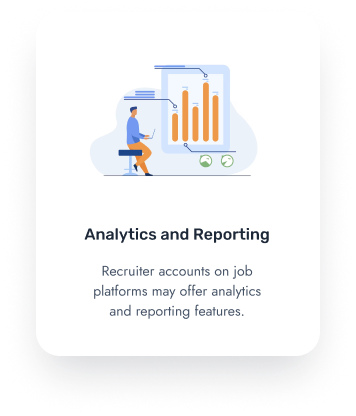 Analytics and Reporting
Recruiter accounts on job
platforms may offer analytics
and reporting features.